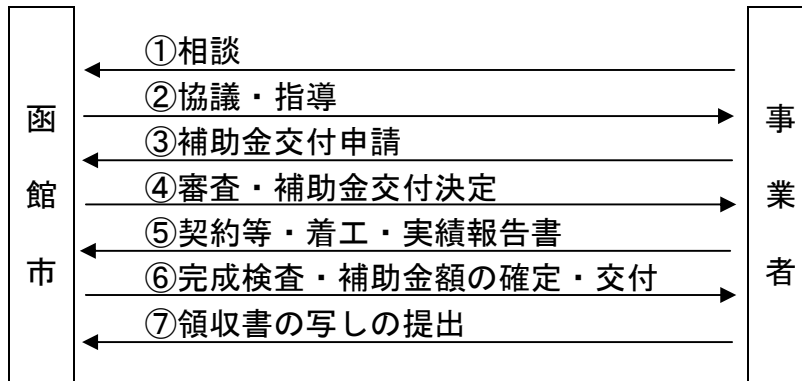 函館市
①相談
②協議・指導
③補助金交付申請
④審査・補助金交付決定
⑤契約等・着工・実績報告書
⑥完成検査・補助金額の確定・交付
⑦領収書の写しの提出
事業者